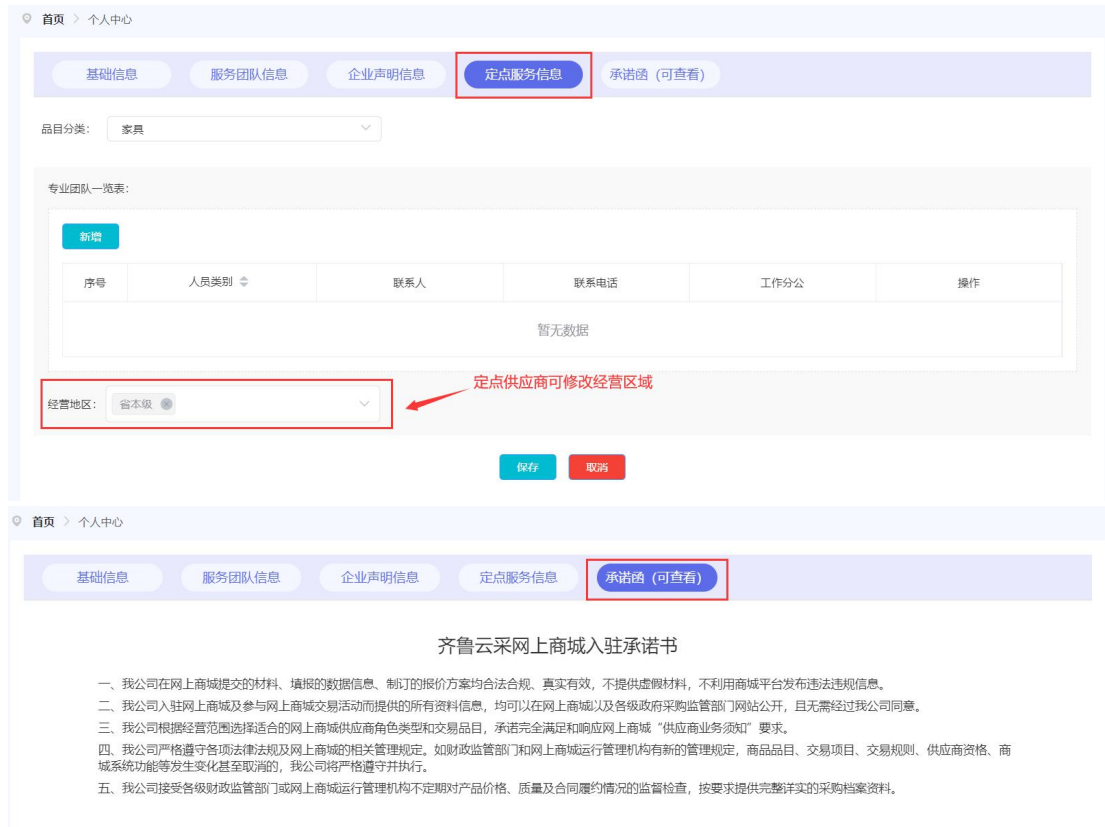 首页 > 个人中心
基础信息 服务团队信息 企业声明信息 定点服务信息 承诺函（可查看）
品目分类： 家具
专业团队一览表：
新增
序号 人员类别 联系人 联系电话 工作分公 操作
暂无数据
定点供应商可修改经营区域
经营地区： 省本级
保存 取消
首页 > 个人中心
基础信息 服务团队信息 企业声明信息 定点服务信息 承诺函（可查看）
齐鲁云采网上商城入驻承诺书
一、我公司在网上商城提交的材料、填报的数据信息、制订的报价方案均合法合规、真实有效，不提供虚假材料，不利用商城平台发布违法违规信息。
二、我公司入驻网上商城及参与网上商城交易活动而提供的所有资料信息，均可以在网上商城以及各级政府采购监管部门网站公开，且无需经过我公司同意。
三、我公司根据经营范围选择适合的网上商城供应商角色类型和交易品目，承诺完全满足和响应网上商城“供应商业务须知”要求。
四、我公司严格遵守各项法律法规及网上商城的相关管理规定。如财政监管部门和网上商城运行管理机构有新的管理规定，商品品目、交易项目、交易规则、供应商资格、商
城系统功能等发生变化甚至取消的，我公司将严格遵守并执行。
五、我公司接受各级财政监管部门或网上商城运行管理机构不定期对产品价格、质量及合同履约情况的监督检查，按要求提供完整详实的采购档案资料。